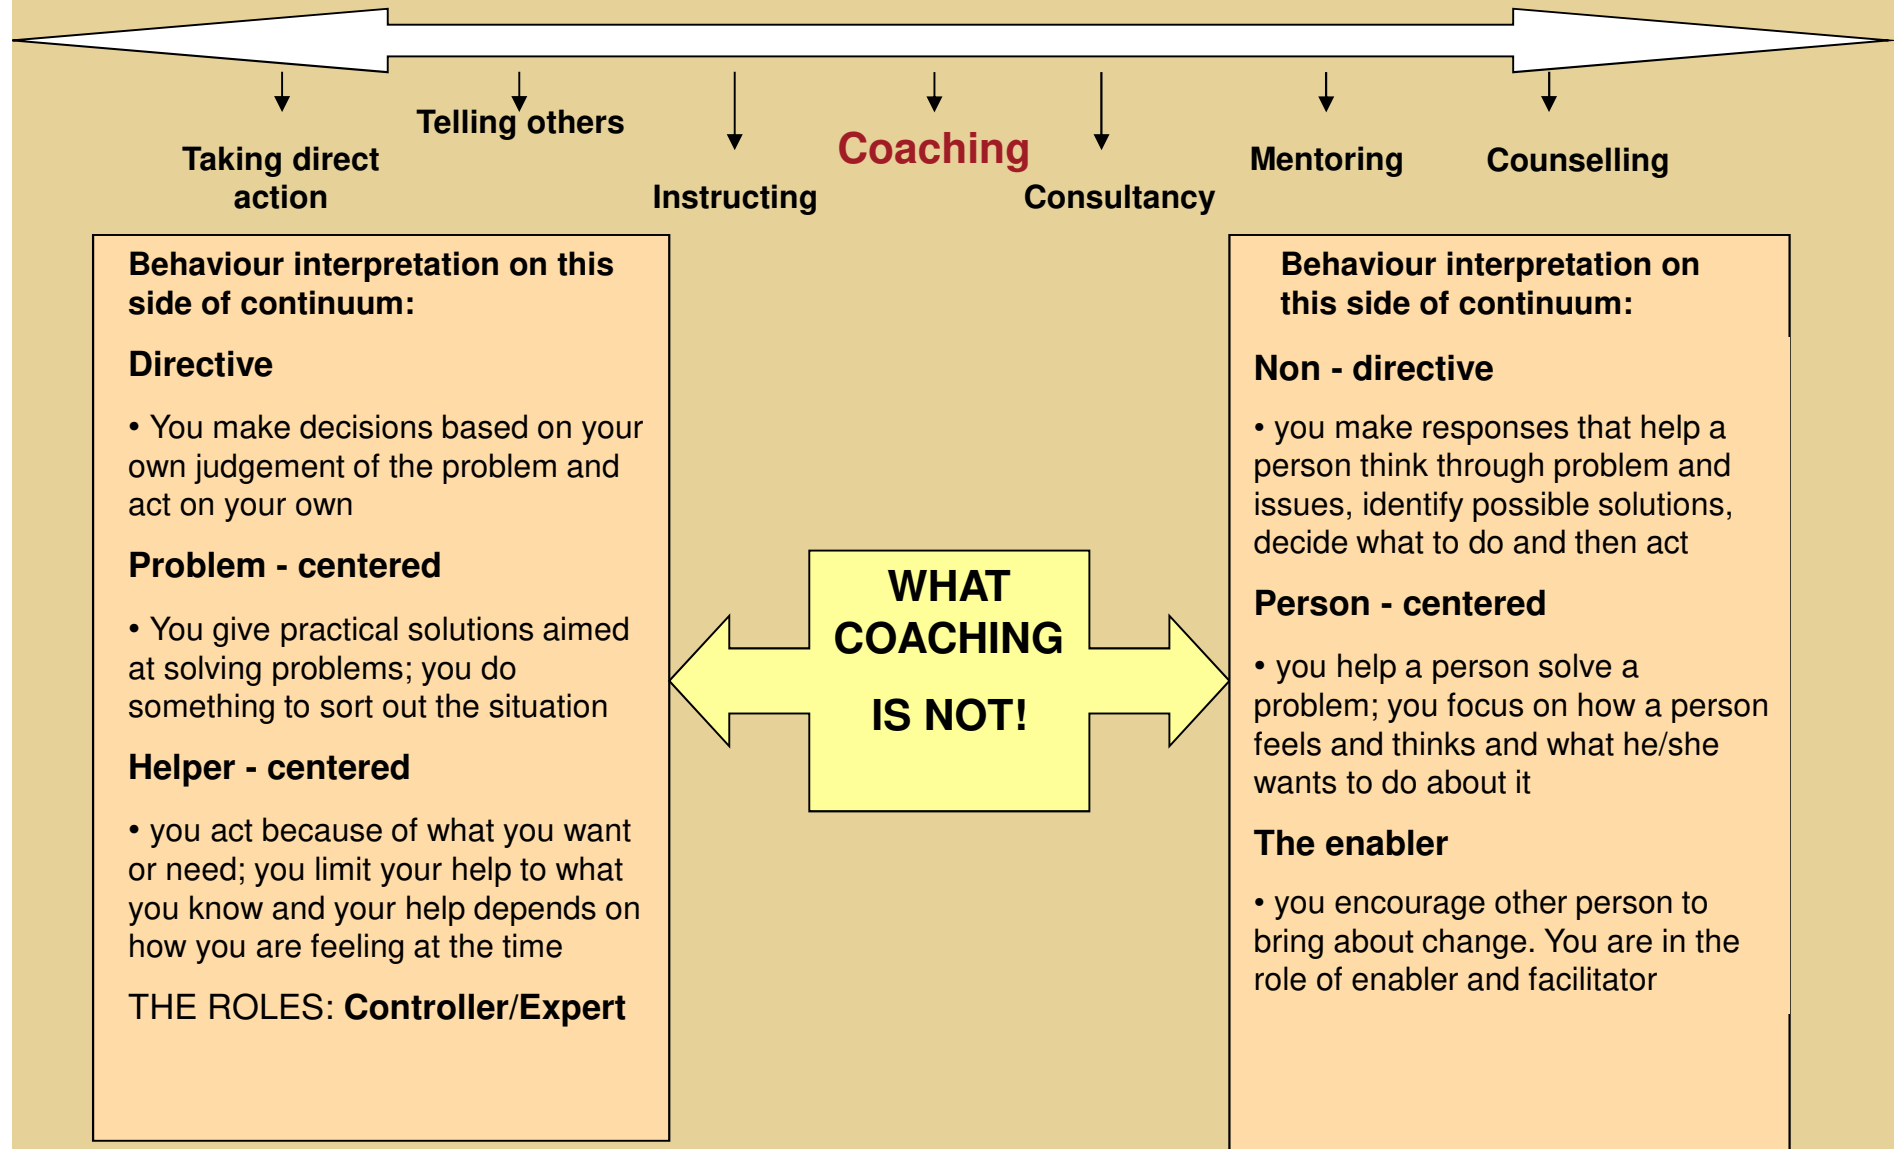 Telling others
Taking direct
action
Instructing
Coaching
Consultancy
Mentoring
Counselling
Behaviour interpretation on this
side of continuum:
Directive
• You make decisions based on your
own judgement of the problem and
act on your own
Problem - centered
• You give practical solutions aimed
at solving problems; you do
something to sort out the situation
Helper - centered
• you act because of what you want
or need; you limit your help to what
you know and your help depends on
how you are feeling at the time
THE ROLES: Controller/Expert
WHAT
COACHING
IS NOT!
Behaviour interpretation on
this side of continuum:
Non - directive
• you make responses that help a
person think through problem and
issues, identify possible solutions,
decide what to do and then act
Person - centered
• you help a person solve a
problem; you focus on how a person
feels and thinks and what he/she
wants to do about it
The enabler
• you encourage other person to
bring about change. You are in the
role of enabler and facilitator